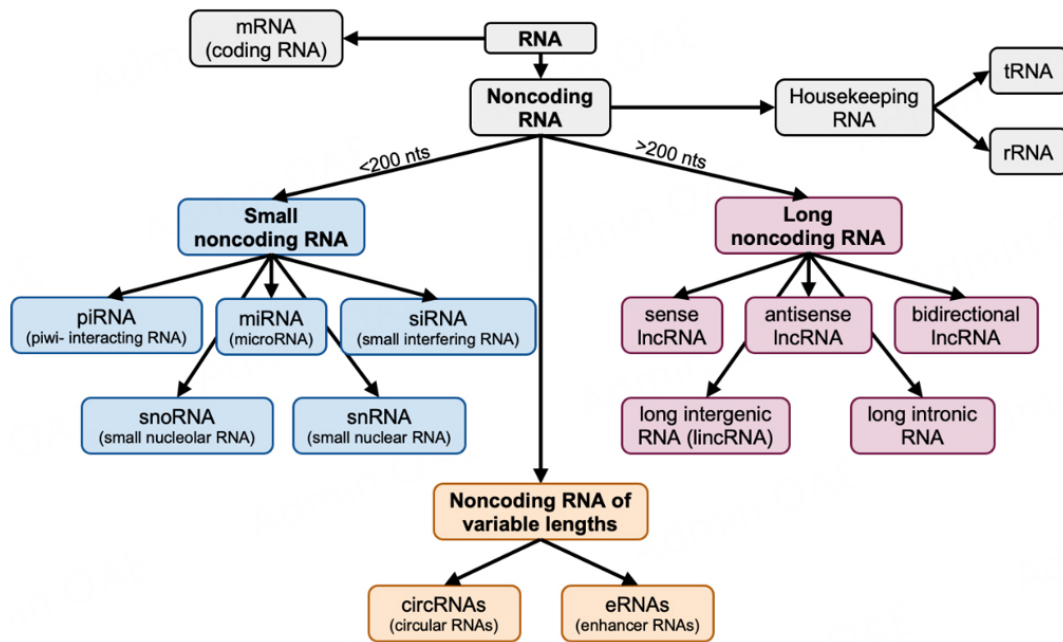 mRNA
(coding RNA)
RNA
tRNA
Noncoding
RNA
Housekeeping
RNA
rRNA
<200 nts
>200 nts
Small
noncoding RNA
Long
noncoding RNA
piRNA
(piwi- interacting RNA)
miRNA
(microRNA)
siRNA
(small interfering RNA)
sense
lncRNA
antisense
lncRNA
bidirectional
lncRNA
snoRNA
(small nucleolar RNA)
snRNA
(small nuclear RNA)
long intergenic
RNA (lincRNA)
long intronic
RNA
Noncoding RNA of
variable lengths
circRNAs
(circular RNAs)
eRNAs
(enhancer RNAs)